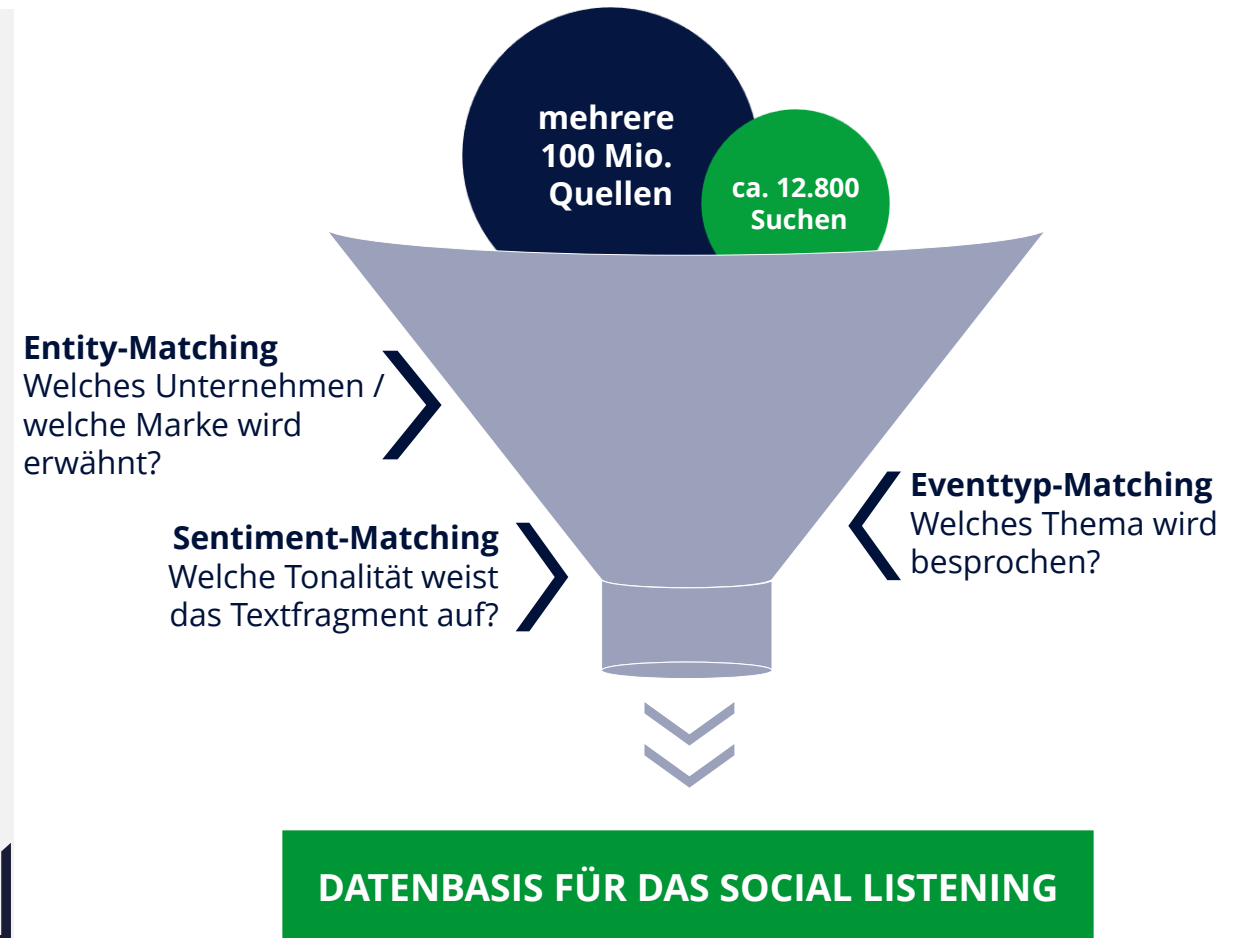 mehrere
100 Mio.
Quellen
ca. 12.800
Suchen
Entity-Matching
Welches Unternehmen /
welche Marke wird
erwähnt?
Eventtyp-Matching
Welches Thema wird
besprochen?
Sentiment-Matching
Welche Tonalität weist
das Textfragment auf?
DATENBASIS FÜR DAS SOCIAL LISTENING